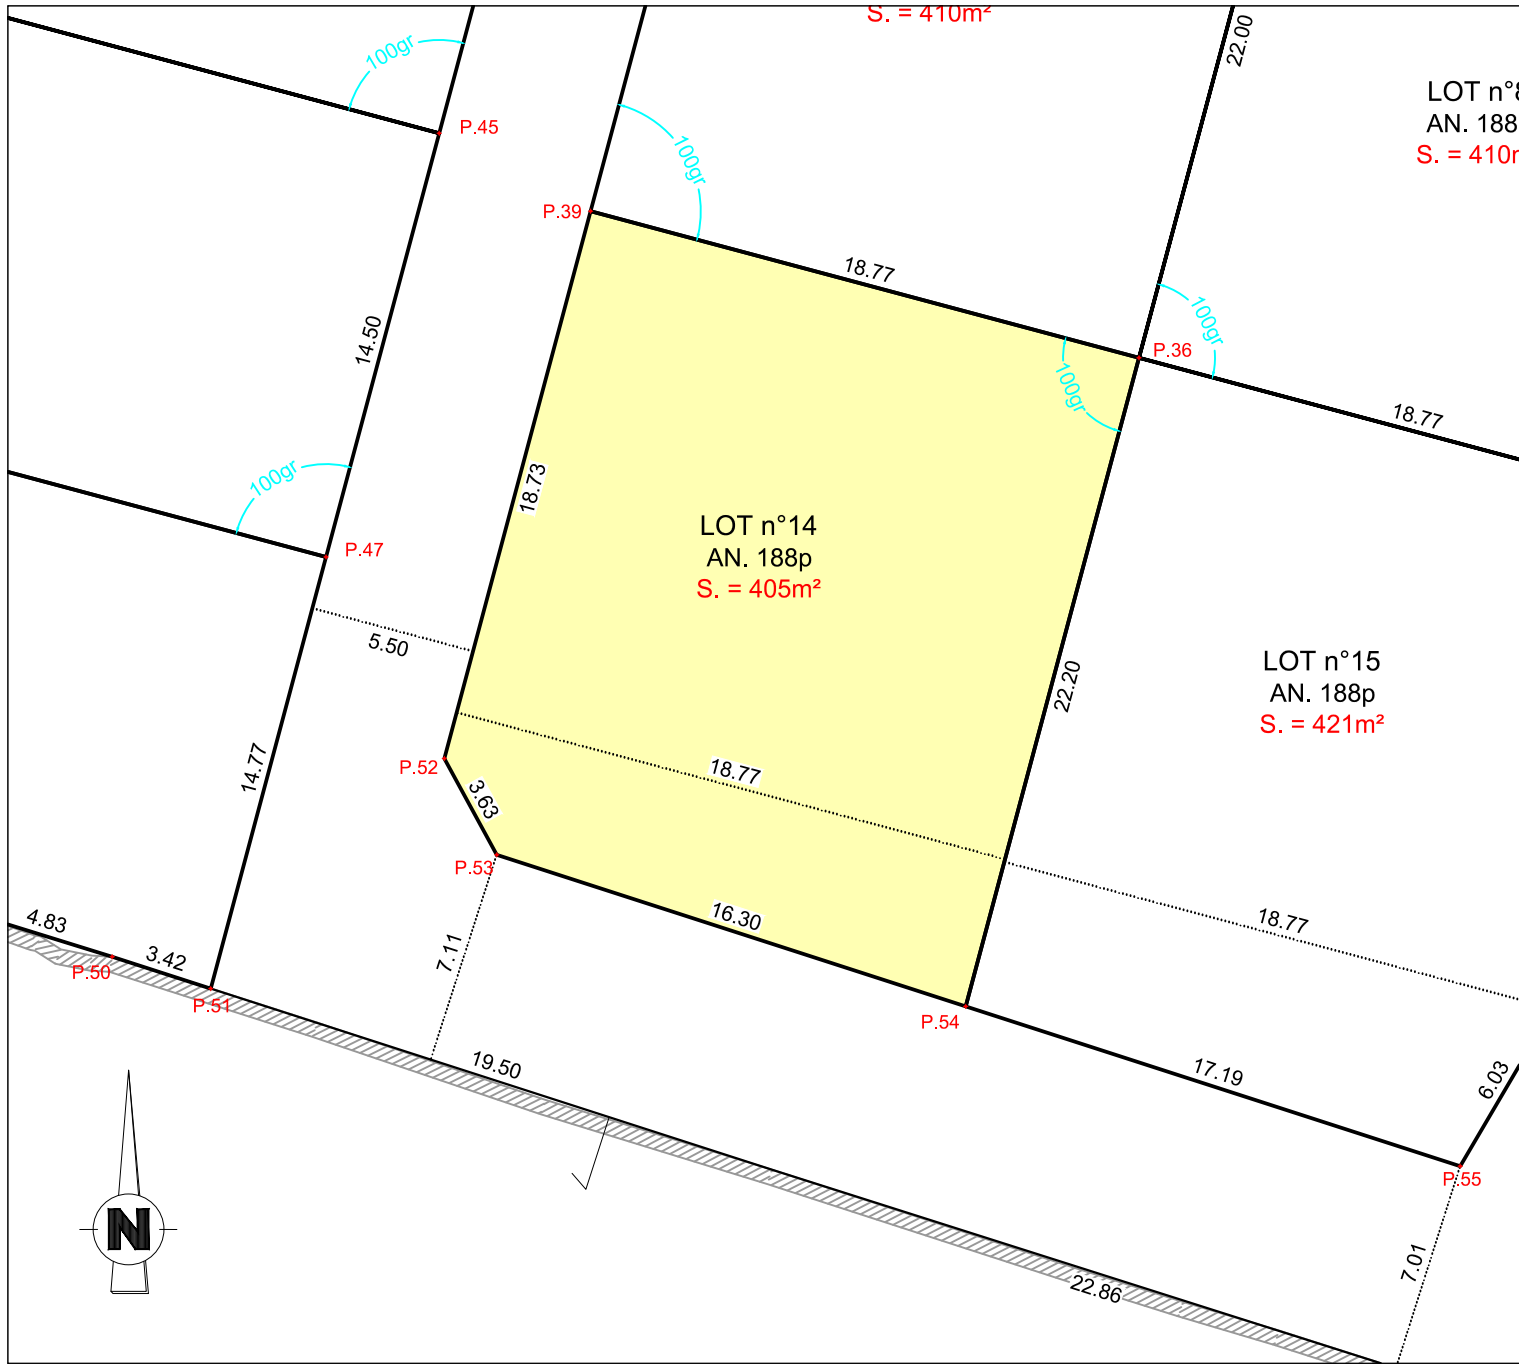 S. = 410m²
22.00
100gr
P.45
LOT n°8
AN. 188
S. = 410m
100gr
P.39
18.77
100gr
P.36
100gr
18.77
14.50
100gr
P.47
18.73
LOT n°14
AN. 188p
S. = 405m²
5.50
22.20
LOT n°15
AN. 188p
S. = 421m²
14.77
P.52
3.63
18.77
P.53
16.30
18.77
4.83
3.42
P.50
P.51
7.11
P.54
19.50
17.19
6.03
P.55
N
7.01
22.86